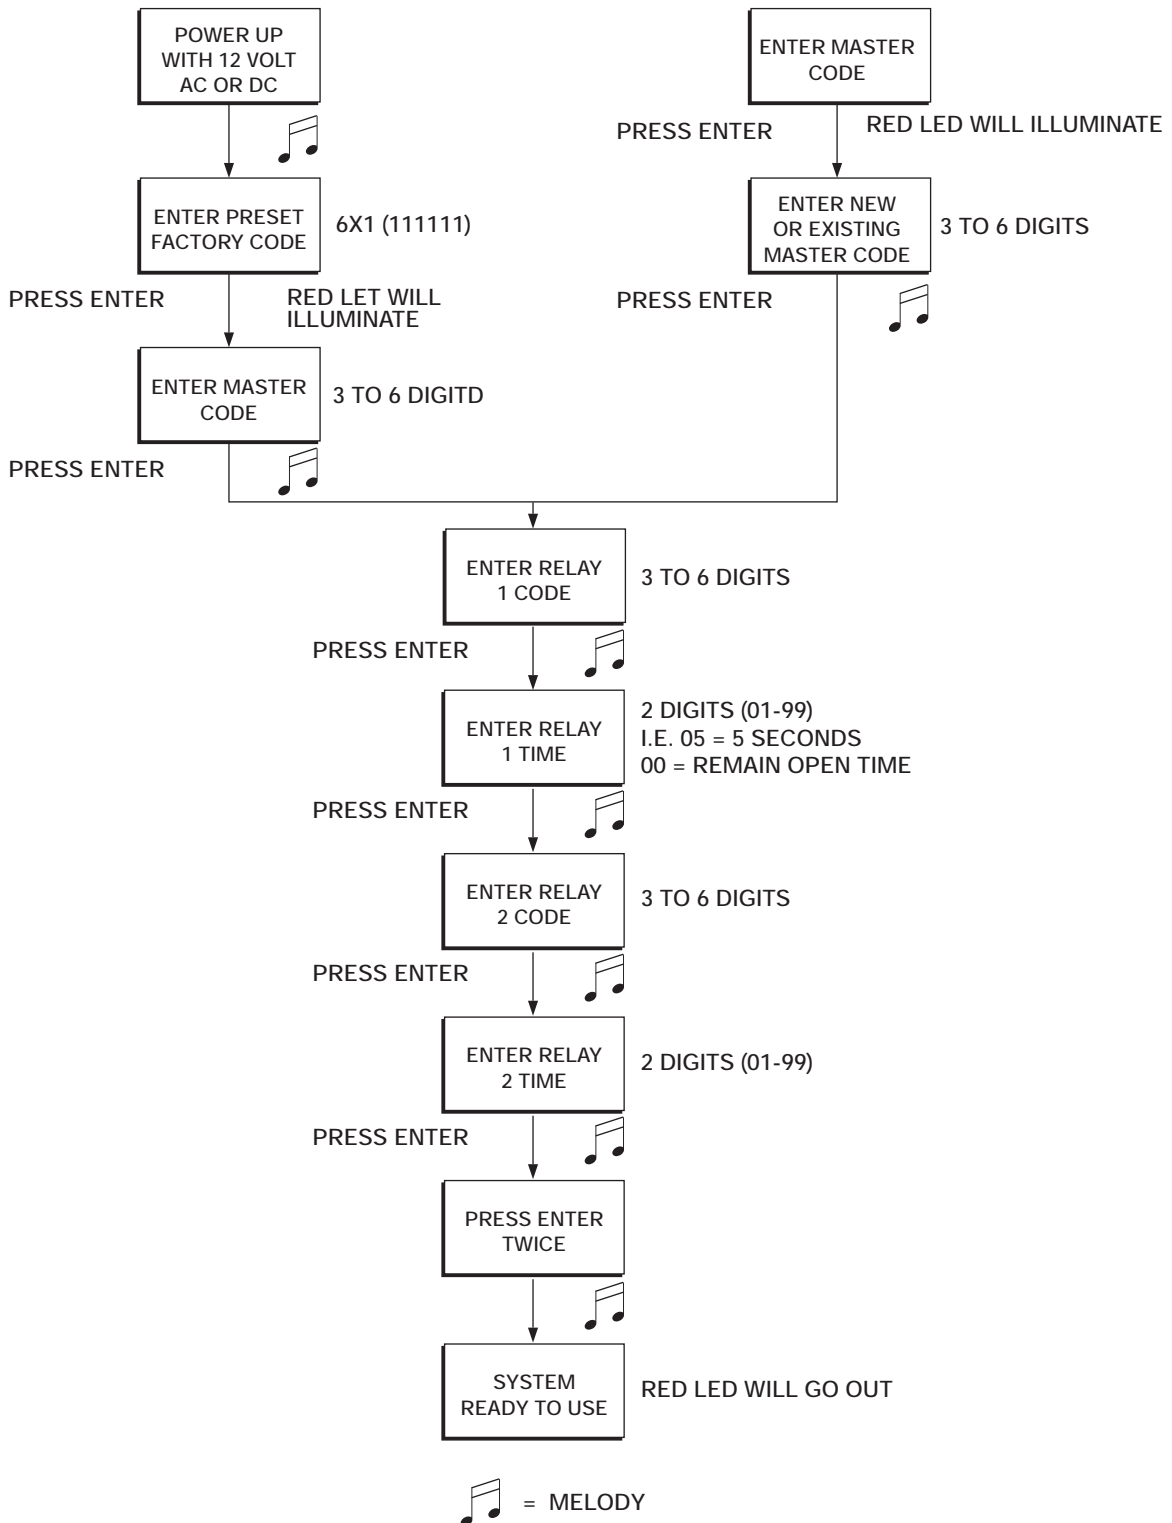 POWER UP
WITH 12 VOLT
AC OR DC
ENTER PRESET
FACTORY CODE
6X1 (111111)
PRESS ENTER
RED LET WILL
ILLUMINATE
ENTER MASTER
CODE
3 TO 6 DIGITD
PRESS ENTER
ENTER MASTER
CODE
PRESS ENTER
RED LED WILL ILLUMINATE
ENTER NEW
OR EXISTING
MASTER CODE
3 TO 6 DIGITS
PRESS ENTER
ENTER RELAY
1 CODE
3 TO 6 DIGITS
PRESS ENTER
ENTER RELAY
1 TIME
2 DIGITS (01-99)
I.E. 05 = 5 SECONDS
00 = REMAIN OPEN TIME
PRESS ENTER
ENTER RELAY
2 CODE
3 TO 6 DIGITS
PRESS ENTER
ENTER RELAY
2 TIME
2 DIGITS (01-99)
PRESS ENTER
PRESS ENTER
TWICE
SYSTEM
READY TO USE
RED LED WILL GO OUT
= MELODY